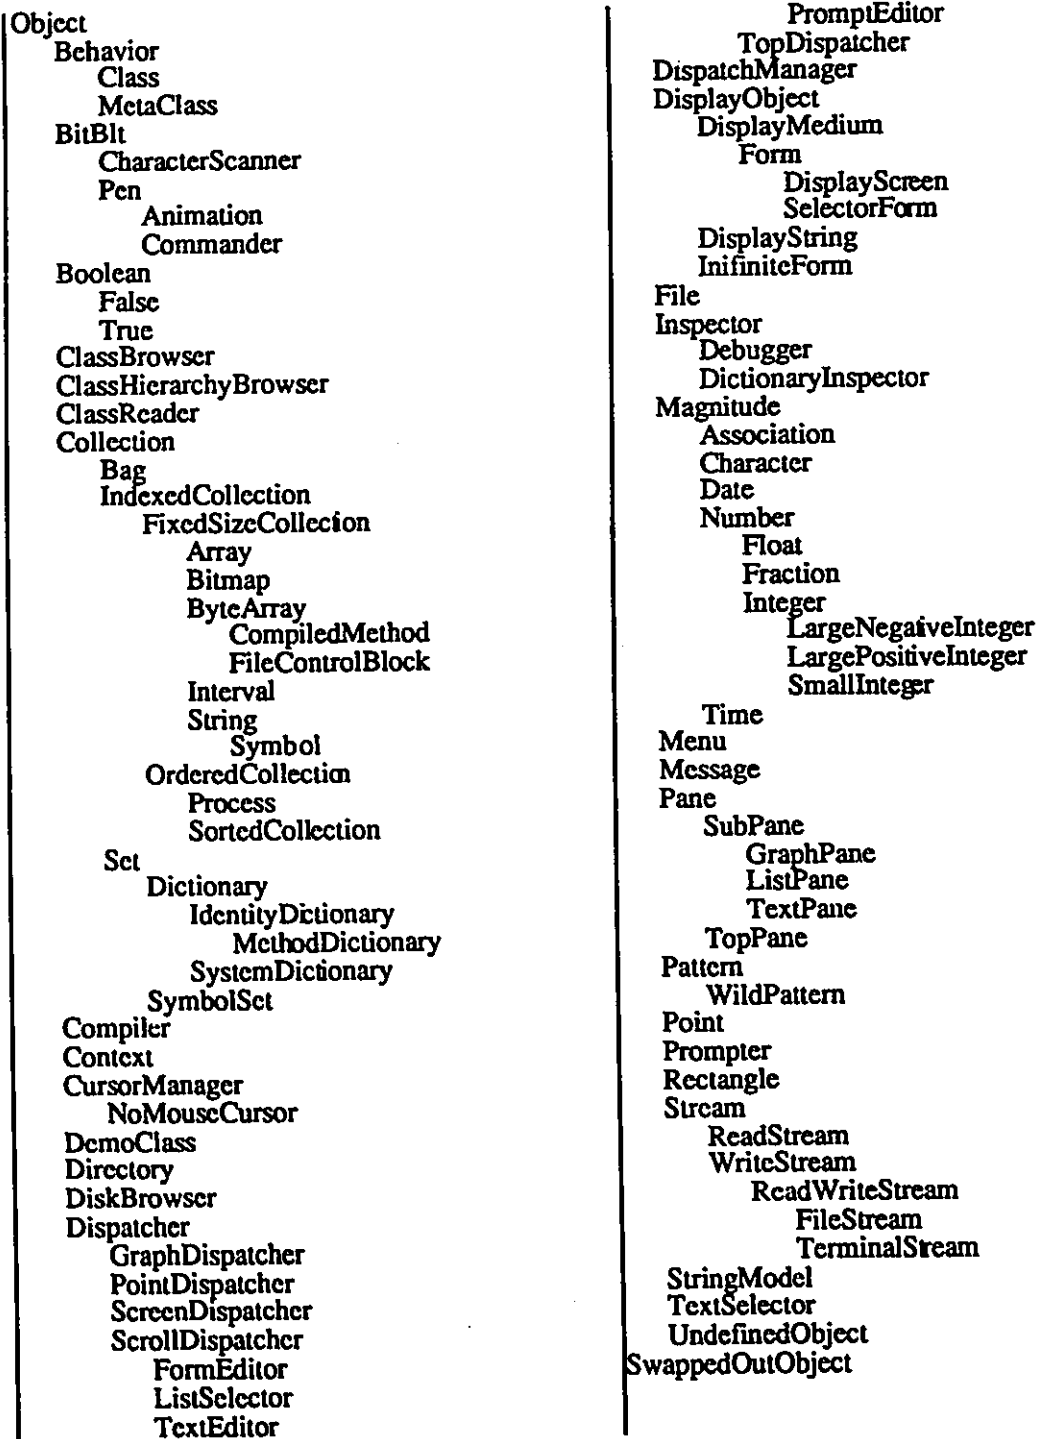 Object
Behavior
Class
MetaClass
BitBlt
CharacterScanner
Pen
Animation
Commander
Boolean
False
True
ClassBrowser
ClassHierarchyBrowser
ClassReader
Collection
Bag
IndexedCollection
FixedSizeCollecion
Array
Bitmap
ByteArray
CompiledMethod
FileControlBlock
Interval
String
Symbol
OrderedCollection
Process
SortedCollection
Set
Dictionary
IdentityDictionary
MethodDictionary
SystemDictionary
SymbolSet
Compiler
Context
CursorManager
NoMouseCursor
DemoClass
Directory
DiskBrowser
Dispatcher
GraphDispatcher
PointDispatcher
ScreenDispatcher
ScrollDispatcher
FormEditor
ListSelector
TextEditor
PromptEditor
TopDispatcher
DispatchManager
DisplayObject
DisplayMedium
Form
DisplayScreen
SelectorForm
DisplayString
InifiniteForm
File
Inspector
Debugger
DictionaryInspector
Magnitude
Association
Character
Date
Number
Float
Fraction
Integer
LargeNegativeInteger
LargePositiveInteger
SmallInteger
Time
Menu
Message
Pane
SubPane
GraphPane
ListPane
TextPane
TopPane
Pattern
WildPattern
Point
Prompter
Rectangle
Stream
ReadStream
WriteStream
ReadWriteStream
FileStream
TerminalStream
StringModel
TextSelector
UndefinedObject
SwappedOutObject